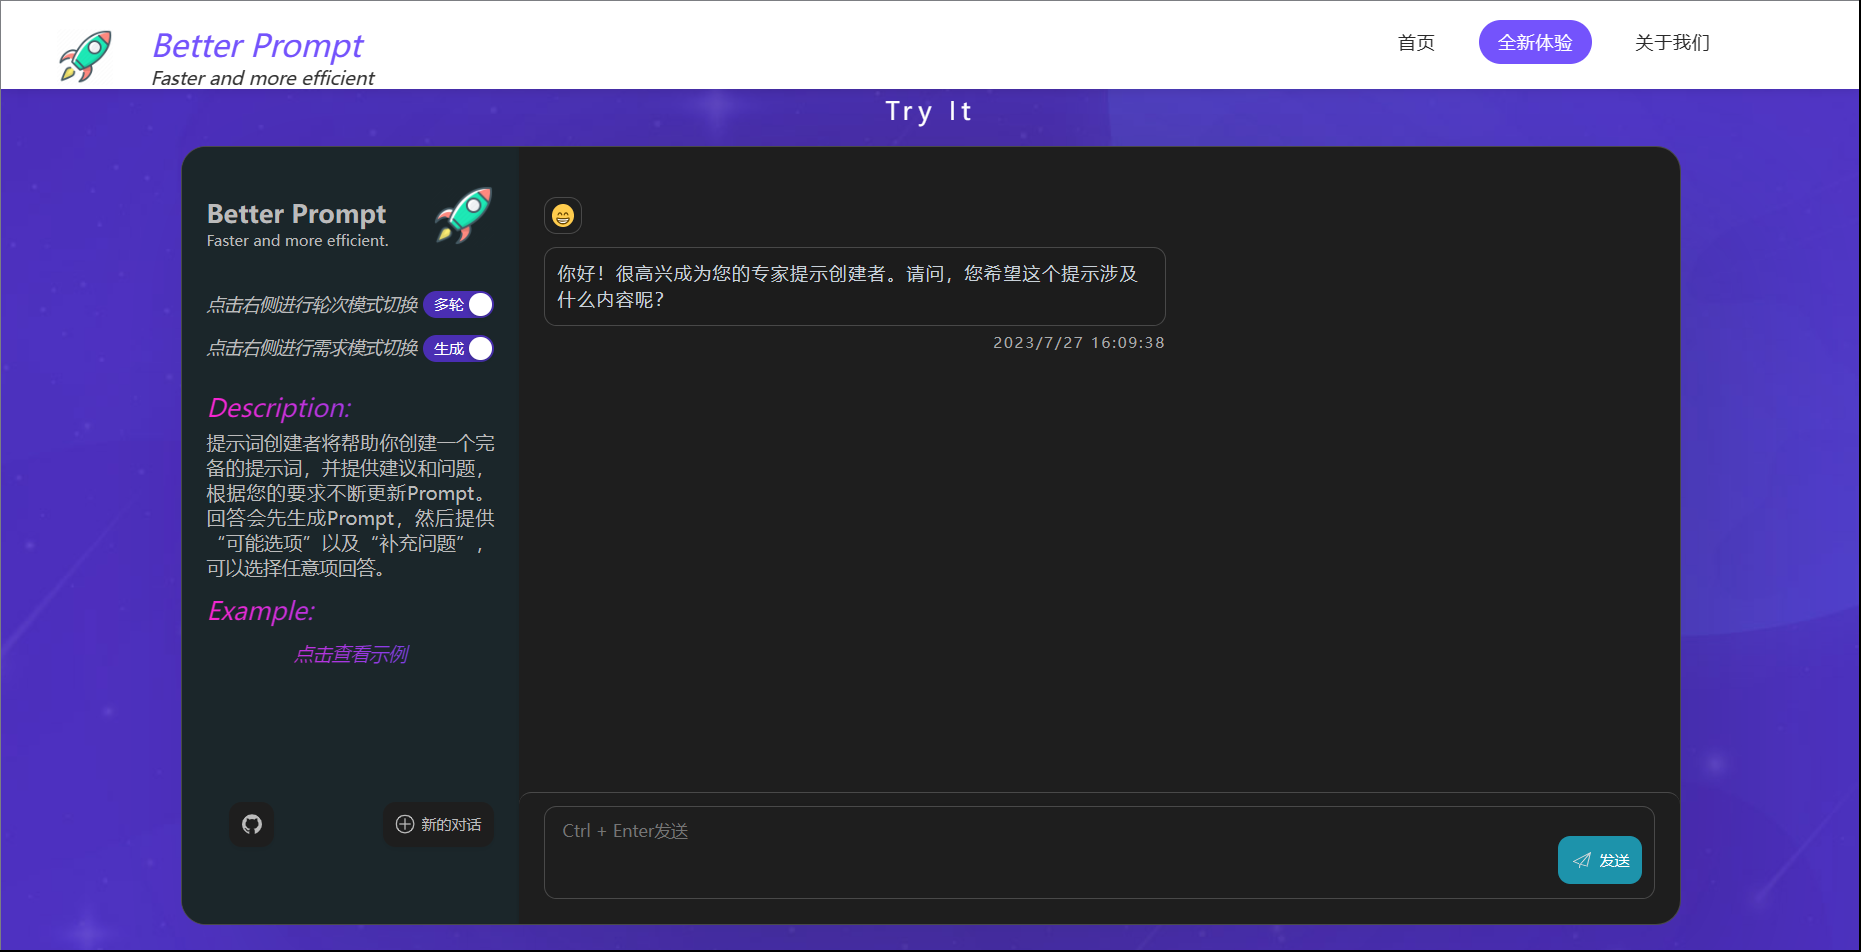 Better Prompt
Faster and more efficient
首页
全新体验
关于我们
Try It
Better Prompt
Faster and more efficient.
点击右侧进行轮次模式切换 多轮
点击右侧进行需求模式切换 生成
Description:
提示词创建者将帮助你创建一个完
备的提示词，并提供建议和问题，
根据您的要求不断更新Prompt。
回答会先生成Prompt，然后提供
“可能选项”以及“补充问题”，
可以选择任意项回答。
Example:
点击查看示例
新的对话
你好！很高兴成为您的专家提示创建者。请问，您希望这个提示涉及
什么内容呢？
2023/7/27 16:09:38
Ctrl + Enter发送
发送